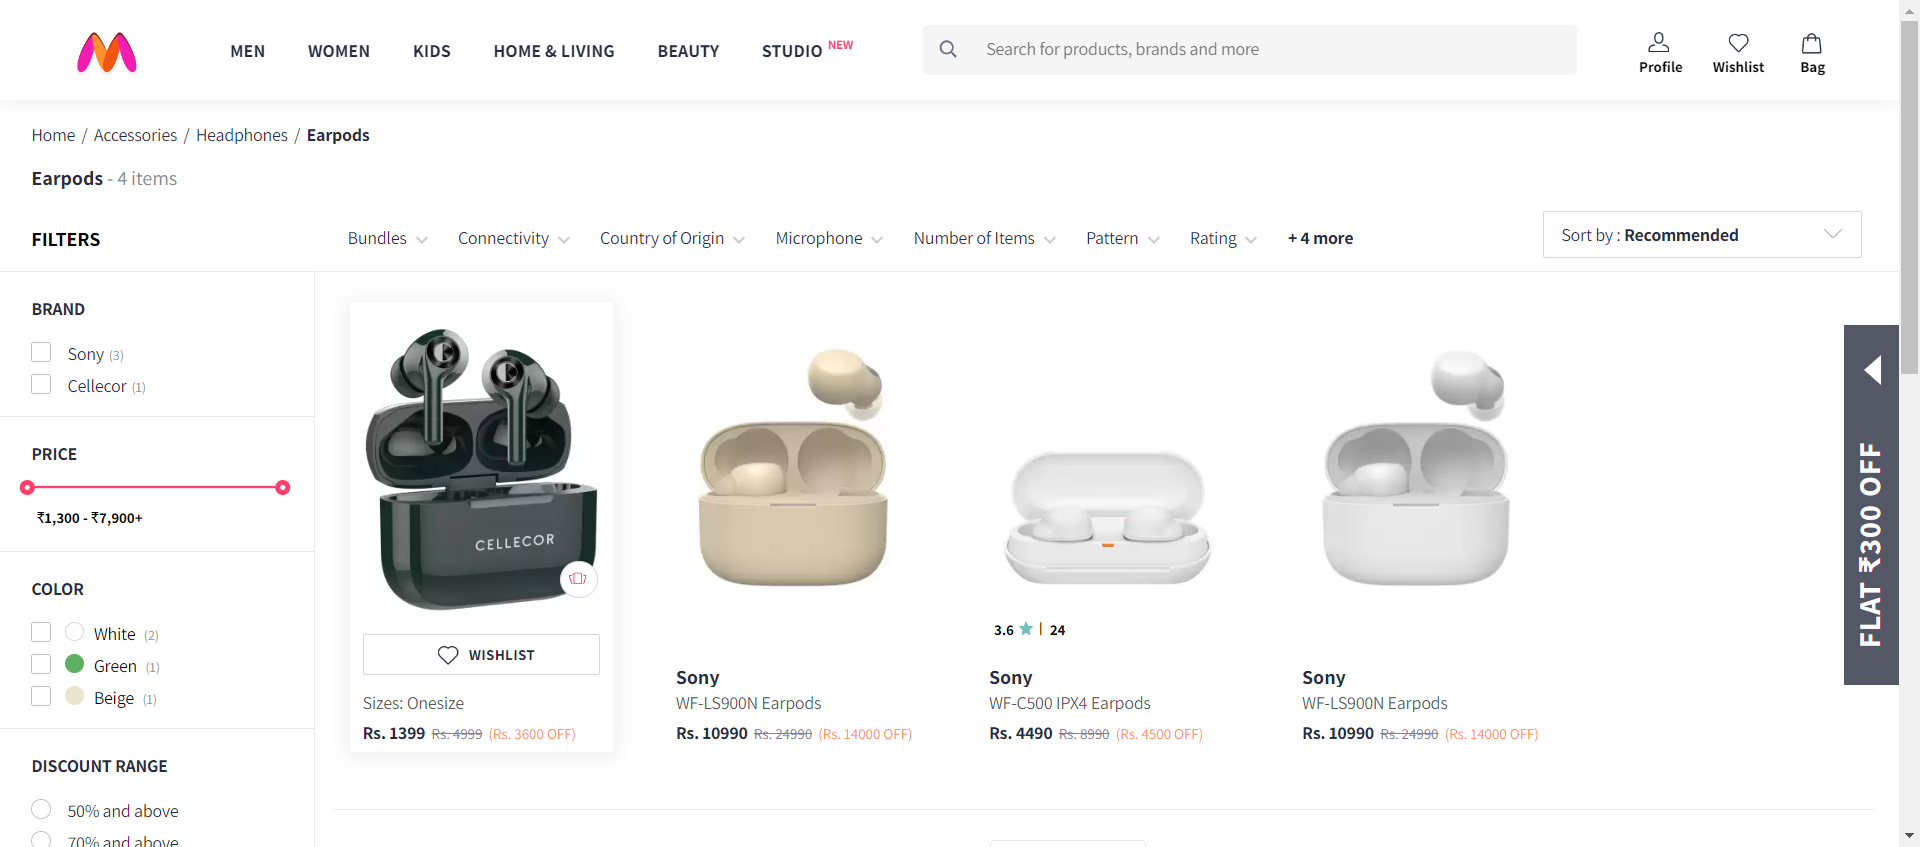 MEN WOMEN KIDS HOME & LIVING BEAUTY STUDIO NEW
Search for products, brands and more
Profile Wishlist Bag
Home / Accessories / Headphones / Earpods
Earpods - 4 items
FILTERS
Bundles Connectivity Country of Origin Microphone Number of Items Pattern Rating + 4 more
Sort by : Recommended
BRAND
Sony (3)
Cellecor (1)
PRICE
₹1,300 - ₹7,900+
COLOR
White (2)
Green (1)
Beige (1)
DISCOUNT RANGE
50% and above
70% and above
CELLECOR
WISHLIST
Sizes: Onesize
Rs. 1399 Rs. 4999 (Rs. 3600 OFF)
Sony
WF-LS900N Earpods
Rs. 10990 Rs. 24990 (Rs. 14000 OFF)
3.6 | 24
Sony
WF-C500 IPX4 Earpods
Rs. 4490 Rs. 8990 (Rs. 4500 OFF)
Sony
WF-LS900N Earpods
Rs. 10990 Rs. 24990 (Rs. 14000 OFF)
FLAT ₹300 OFF